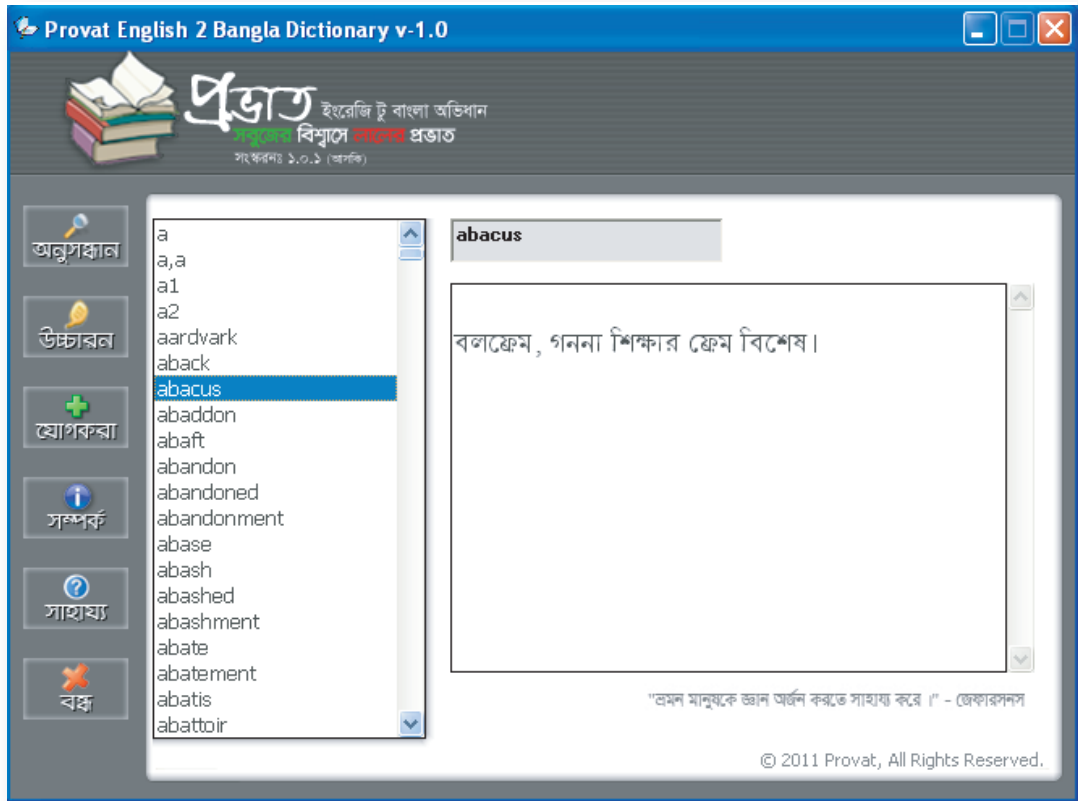 Provat English 2 Bangla Dictionary v-1.0
প্রভাত ইংরেজি টু বাংলা অভিধান
সবুজের বিশ্বাসে লালের প্রভাত
সংস্করনঃ ১.০.১ (আসকি)
অনুসন্ধান
উচ্চারন
যোগকরা
সম্পর্ক
সাহায্য
বন্ধ
a
a,a
a1
a2
aardvark
aback
abacus
abaddon
abaft
abandon
abandoned
abandonment
abase
abash
abashed
abashment
abate
abatement
abatis
abattoir
abacus
বলফ্রেম, গননা শিক্ষার ফ্রেম বিশেষ।
"ভ্রমন মানুষকে জ্ঞান অর্জন করতে সাহায্য করে ।" - জেফারসনস
© 2011 Provat, All Rights Reserved.